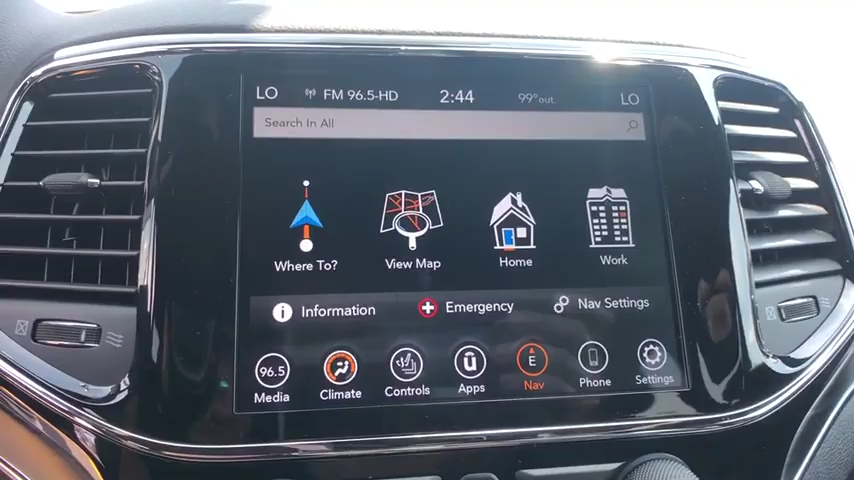 LO FM 96.5-HD 2:44 99°out. LO
Search In All
Where To? View Map Home Work
Information Emergency Nav Settings
96.5 E
Media Climate Controls Apps Nav Phone Settings